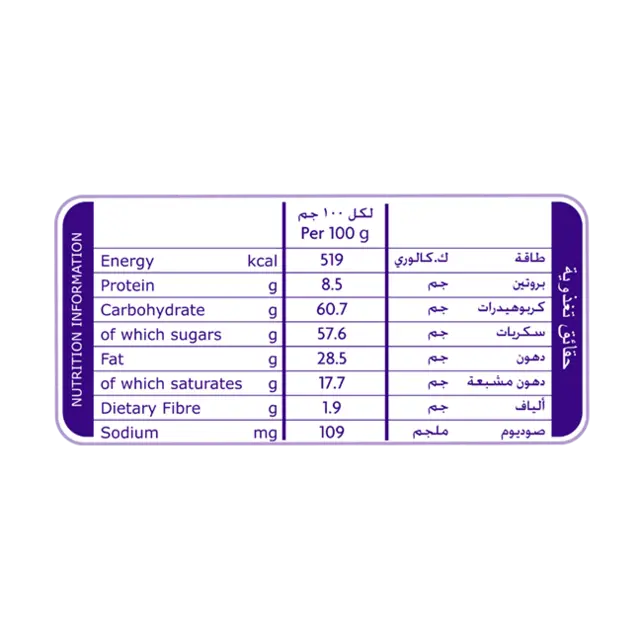 NUTRITION INFORMATION
لكل ١٠٠ جم
Per 100 g
Energy kcal 519 ك.كالوري طاقة
Protein g 8.5 جم بروتين
Carbohydrate g 60.7 جم كربوهيدرات
of which sugars g 57.6 جم سكريات
Fat g 28.5 جم دهون
of which saturates g 17.7 جم دهون مشبعة
Dietary Fibre g 1.9 جم ألياف
Sodium mg 109 ملجم صوديوم
حقائق تغذوية